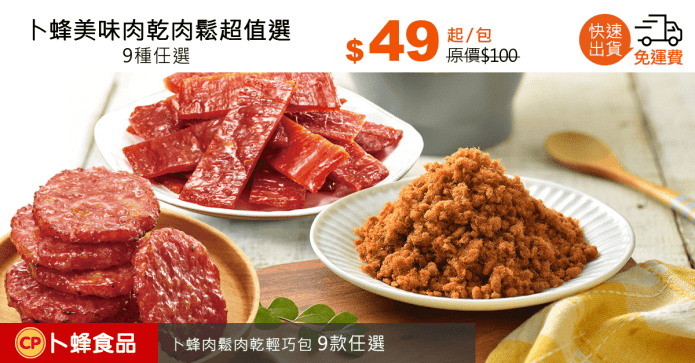 卜蜂美味肉乾肉鬆超值選
9種任選
$49 起/包
原價$100
快速出貨
免運費
CP 卜蜂食品
卜蜂肉鬆肉乾輕巧包 9款任選